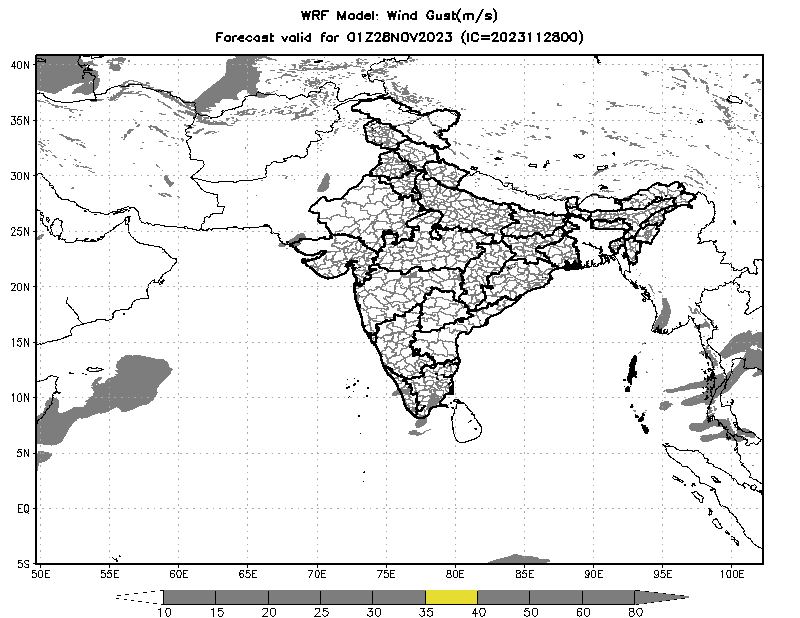 WRF Model: Wind Gust(m/s)
Forecast valid for 01Z28NOV2023 (IC=2023112800)
40N
35N
30N
25N
20N
15N
10N
5N
EQ
5S
50E 55E 60E 65E 70E 75E 80E 85E 90E 95E 100E
10 15 20 25 30 35 40 50 60 80